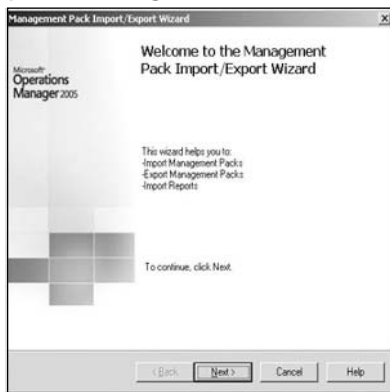 Management Pack Import/Export Wizard
Microsoft
Operations
Manager 2005
Welcome to the Management
Pack Import/Export Wizard
This wizard helps you to:
-Import Management Packs
-Export Management Packs
-Import Reports
To continue, click Next.
< Back
Next >
Cancel
Help